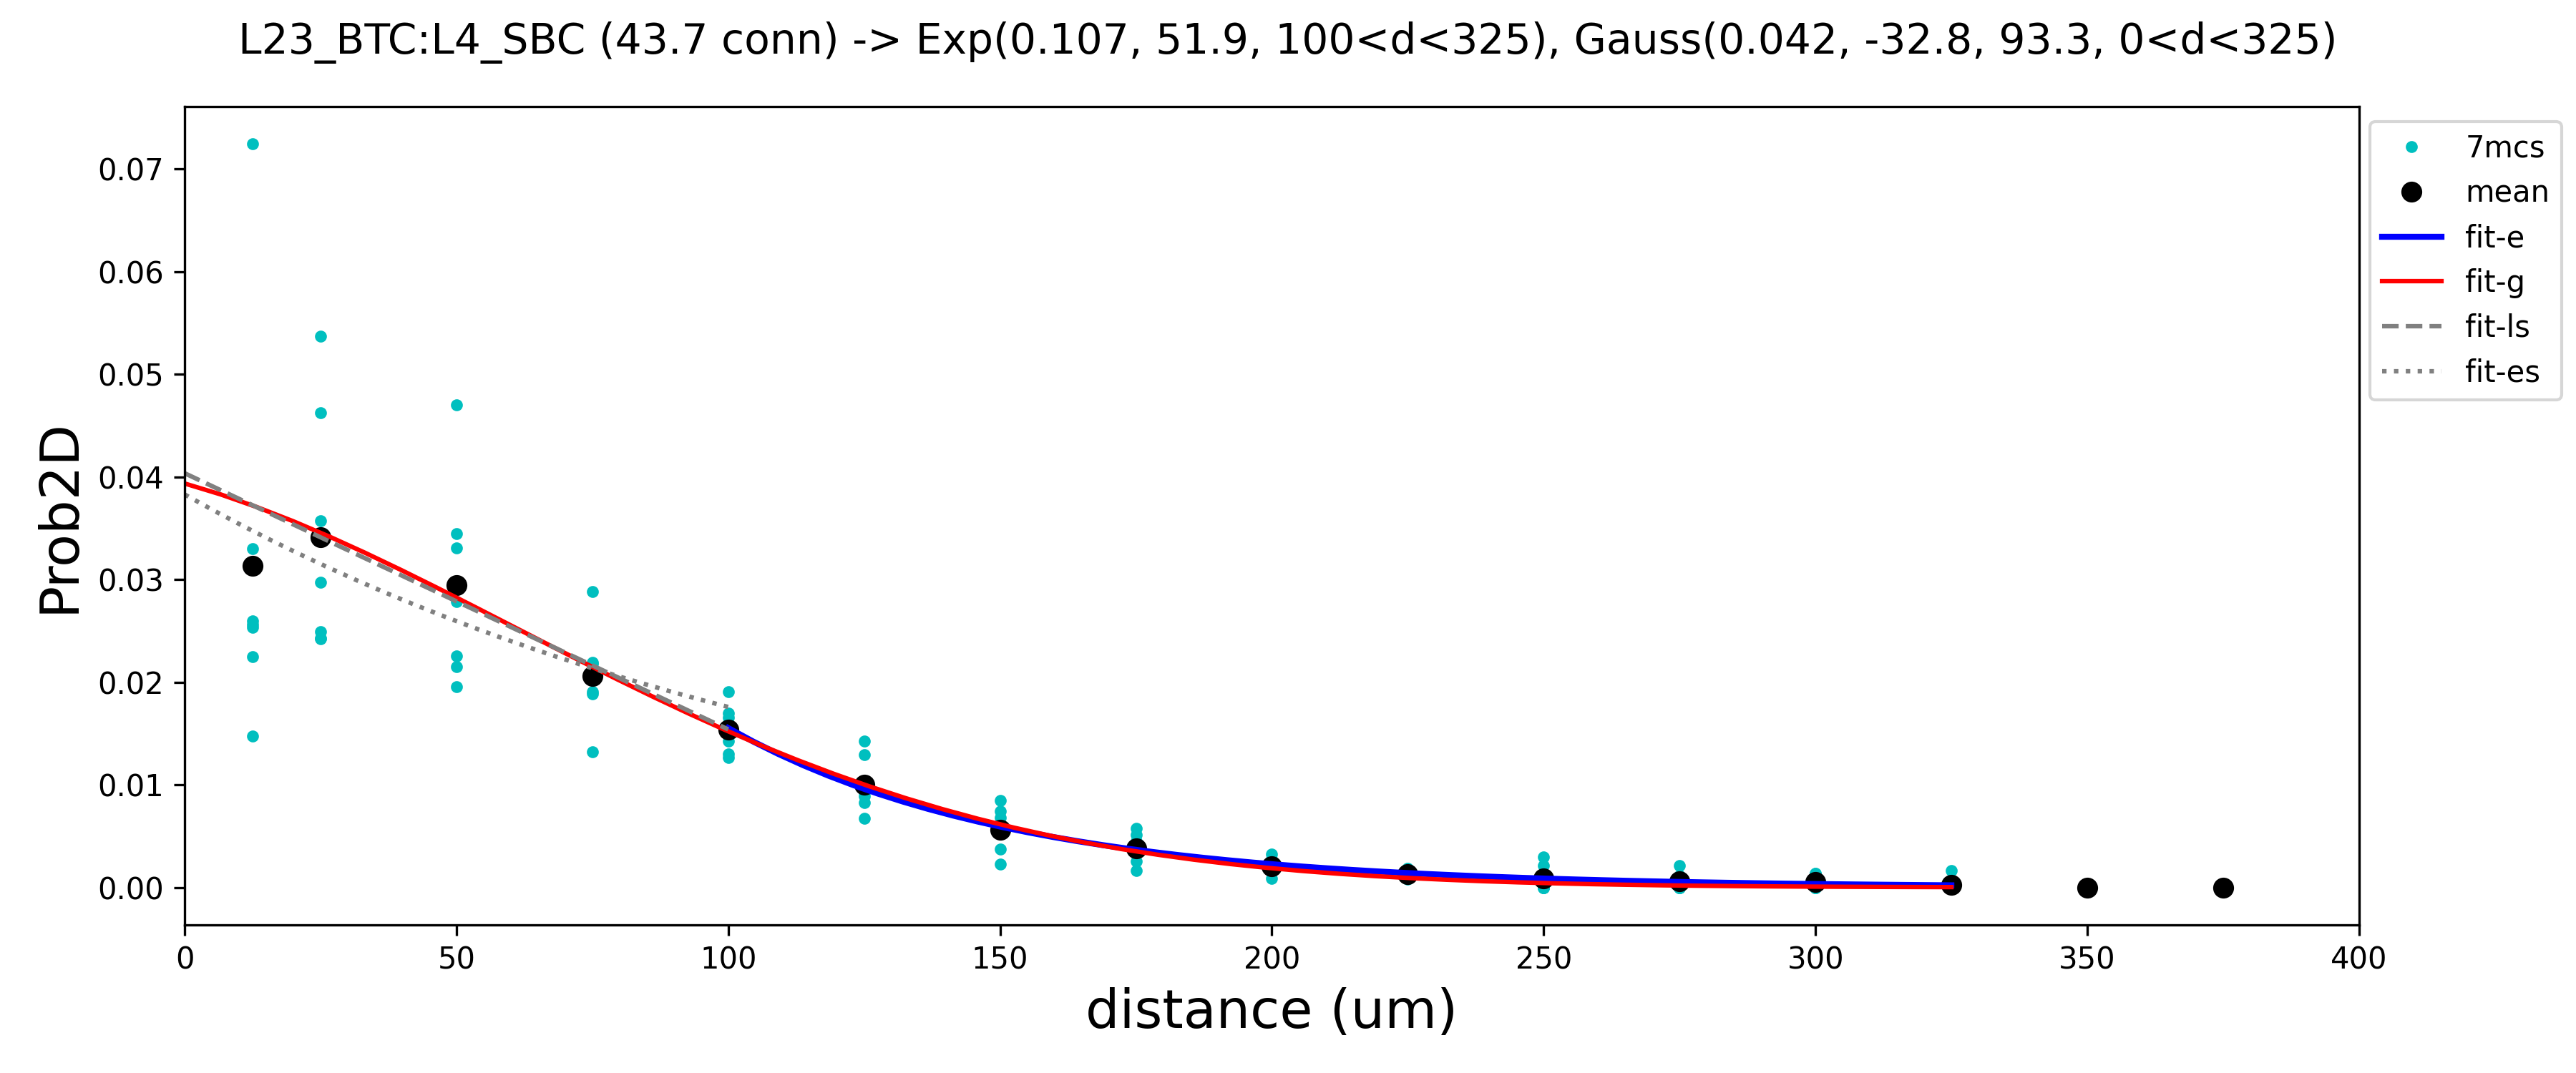 L23_BTC:L4_SBC (43.7 conn) -> Exp(0.107, 51.9, 100<d<325), Gauss(0.042, -32.8, 93.3, 0<d<325)
Prob2D
0.07
0.06
0.05
0.04
0.03
0.02
0.01
0.00
0 50 100 150 200 250 300 350 400
distance (um)
7mcs
mean
fit-e
fit-g
fit-ls
fit-es